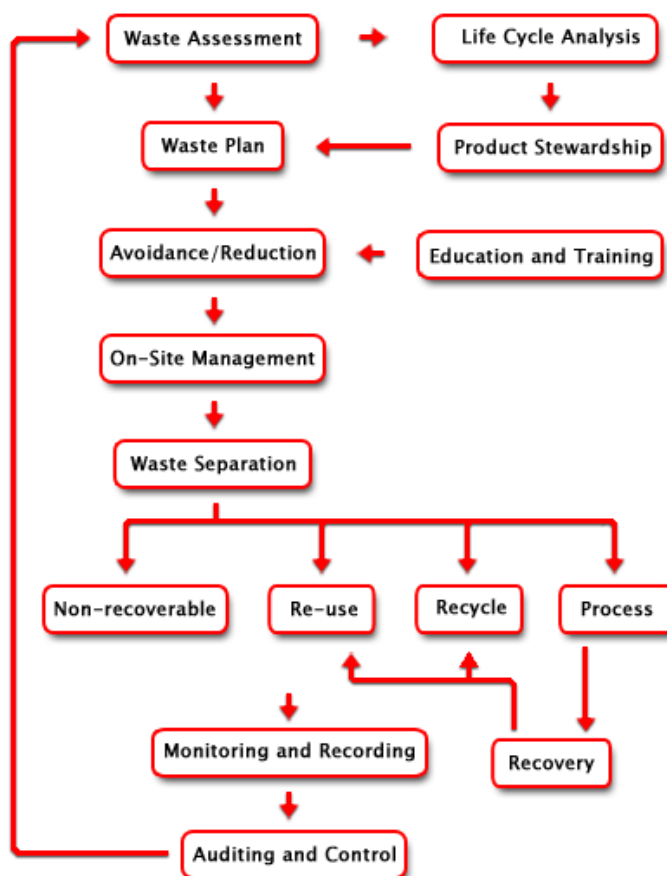 Waste Assessment
Life Cycle Analysis
Waste Plan
Product Stewardship
Avoidance/Reduction
Education and Training
On-Site Management
Waste Separation
Non-recoverable
Re-use
Recycle
Process
Monitoring and Recording
Recovery
Auditing and Control